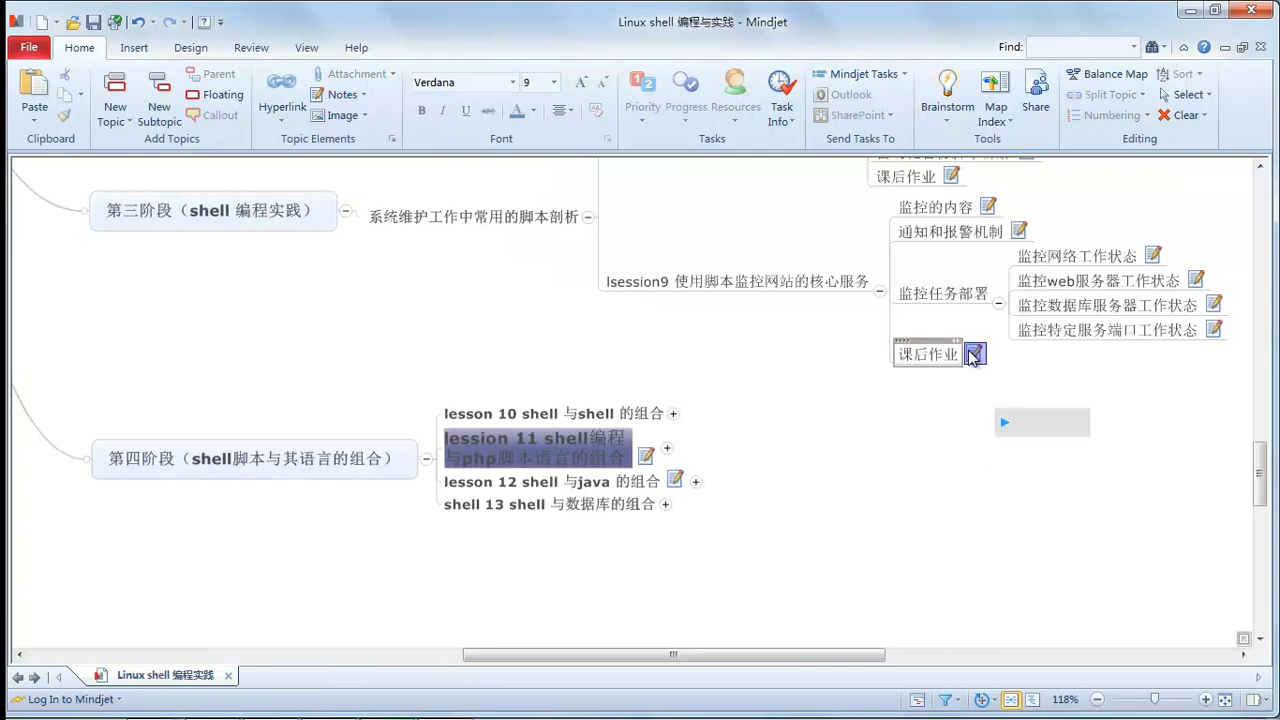 Linux shell 编程与实践 - Mindjet
File
Home
Insert
Design
Review
View
Help
Find:
Paste
Clipboard
New Topic
New Subtopic
Parent
Floating
Callout
Add Topics
Hyperlink
Attachment
Notes
Image
Topic Elements
Verdana
9
B I U abc A
Font
Priority
Progress
Resources
Task Info
Tasks
Mindjet Tasks
Outlook
SharePoint
Send Tasks To
Brainstorm
Map Index
Share
Tools
Balance Map
Split Topic
Numbering
Sort
Select
Clear
Editing
课后作业
第三阶段（shell 编程实践）
系统维护工作中常用的脚本剖析
lsession9 使用脚本监控网站的核心服务
监控的内容
通知和报警机制
监控任务部署
监控网络工作状态
监控web服务器工作状态
监控数据库服务器工作状态
监控特定服务端口工作状态
课后作业
第四阶段（shell脚本与其语言的组合）
lesson 10 shell 与shell 的组合
lession 11 shell编程
与php脚本语言的组合
lesson 12 shell 与java 的组合
shell 13 shell 与数据库的组合
Linux shell 编程实践
Log In to Mindjet
118%